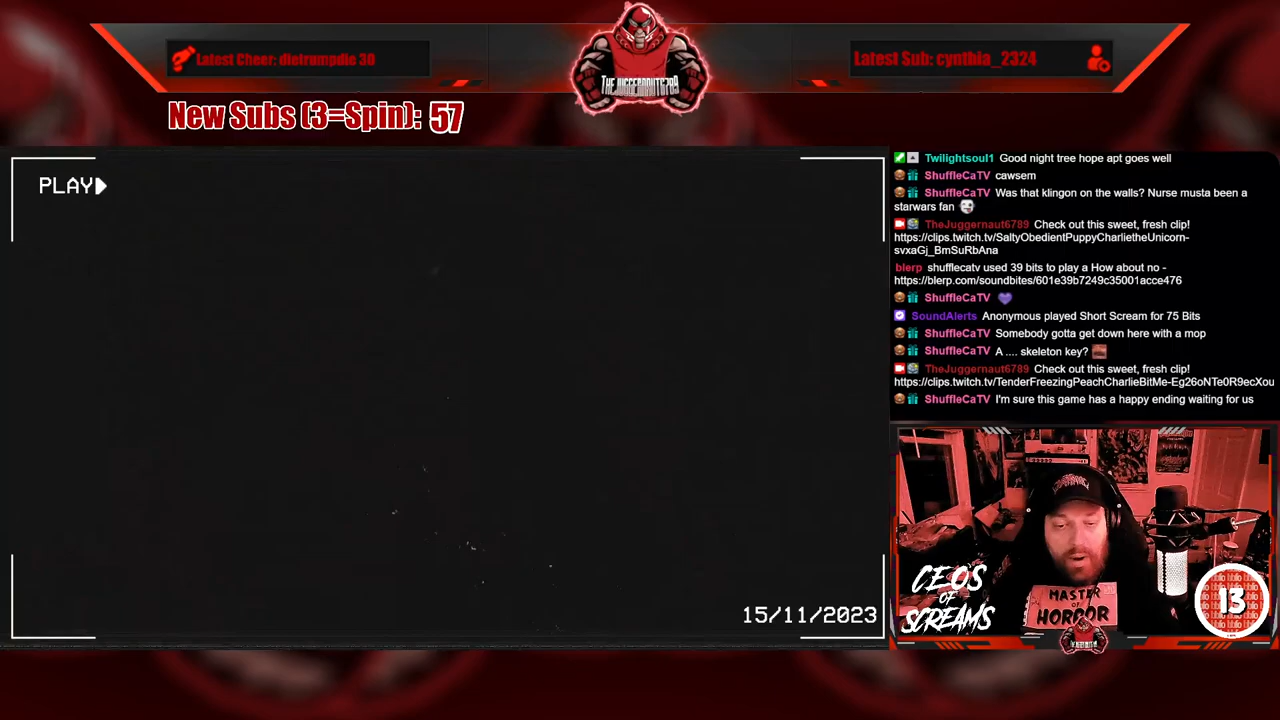 Latest Cheer: dietrumpdie 30
THEJUGGERNAUT6789
Latest Sub: cynthia_2324
New Subs (3=Spin): 57
PLAY
15/11/2023
Twilightsoul1 Good night tree hope apt goes well
ShuffleCaTV cawsem
ShuffleCaTV Was that klingon on the walls? Nurse musta been a
starwars fan
TheJuggernaut6789 Check out this sweet, fresh clip!
https://clips.twitch.tv/SaltyObedientPuppyCharlietheUnicorn-
svxaGj_BmSuRbAna
blerp shufflecatv used 39 bits to play a How about no -
https://blerp.com/soundbites/601e39b7249c35001acce476
ShuffleCaTV
SoundAlerts Anonymous played Short Scream for 75 Bits
ShuffleCaTV Somebody gotta get down here with a mop
ShuffleCaTV A .... skeleton key?
TheJuggernaut6789 Check out this sweet, fresh clip!
https://clips.twitch.tv/TenderFreezingPeachCharlieBitMe-Eg26oNTe0R9ecXou
ShuffleCaTV I'm sure this game has a happy ending waiting for us
CEOS
OF
SCREAMS
MASTER
OF
HORROR
13